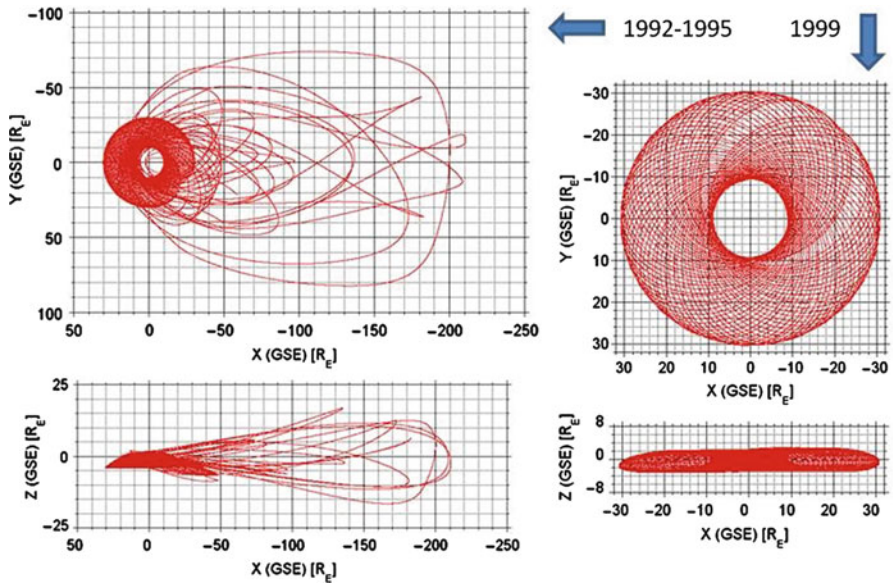 1992-1995
1999
-100
-50
0
50
100
Y (GSE) [R_E]
50 0 -50 -100 -150 -200 -250
X (GSE) [R_E]
-30
-20
-10
0
10
20
30
Y (GSE) [R_E]
30 20 10 0 -10 -20 -30
X (GSE) [R_E]
25
0
-25
Z (GSE) [R_E]
50 0 -50 -100 -150 -200 -250
X (GSE) [R_E]
8
0
-8
Z (GSE) [R_E]
-30 -20 -10 0 10 20 30
X (GSE) [R_E]